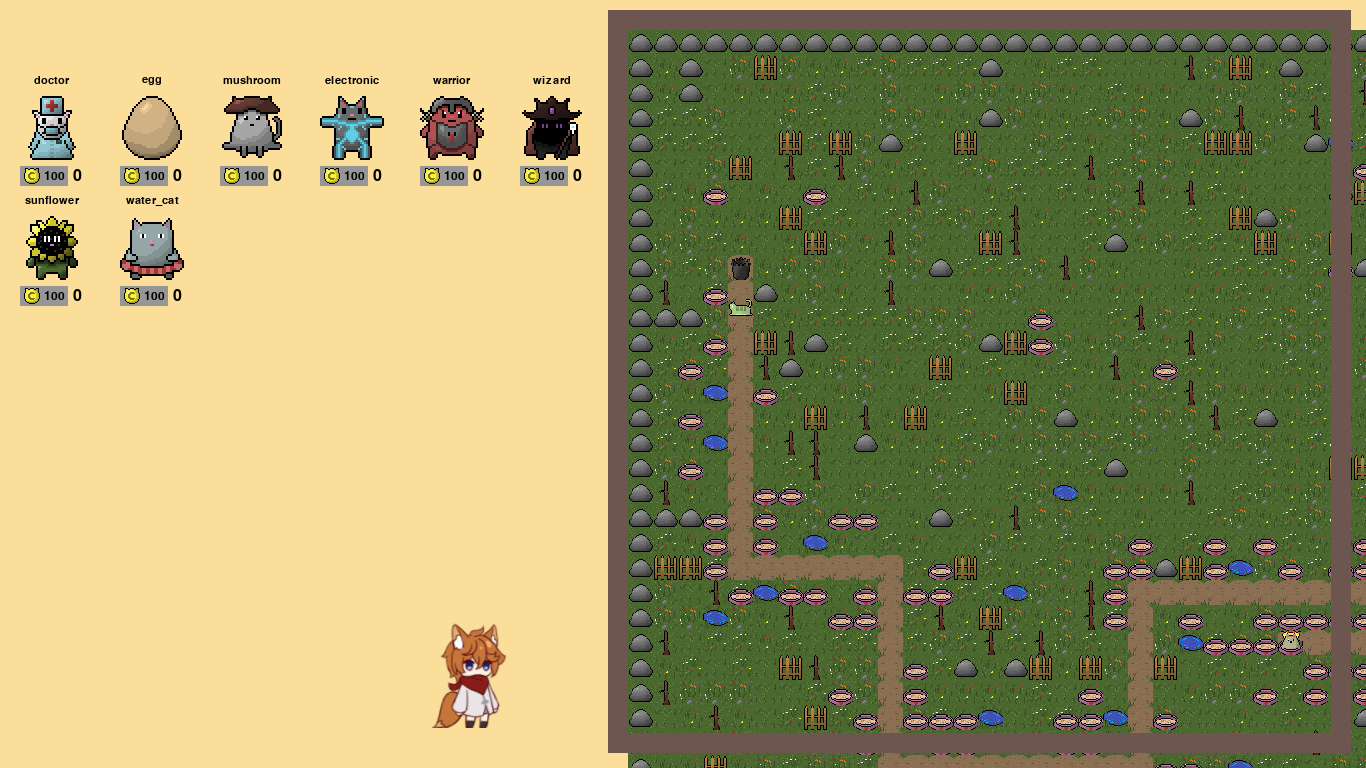 doctor egg mushroom electronic warrior wizard
C 100 0 C 100 0 C 100 0 C 100 0 C 100 0 C 100 0
sunflower water_cat
C 100 0 C 100 0